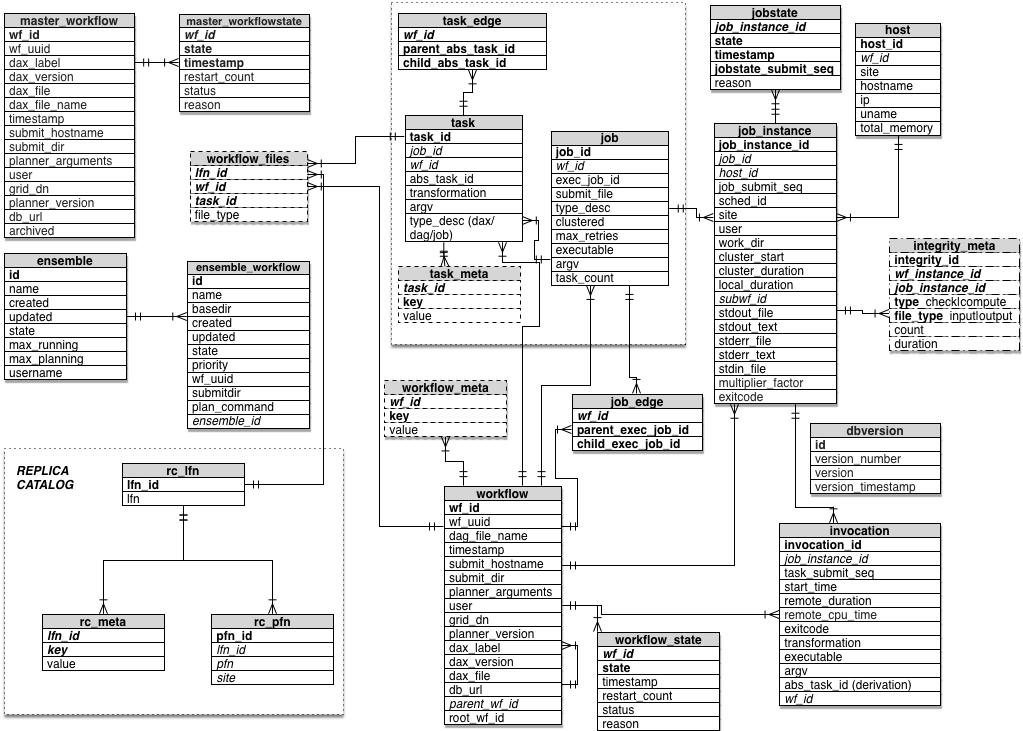 master_workflow
wf_id
wf_uuid
dax_label
dax_version
dax_file
dax_file_name
timestamp
submit_hostname
submit_dir
planner_arguments
user
grid_dn
planner_version
db_url
archived
master_workflowstate
wf_id
state
timestamp
restart_count
status
reason
task_edge
wf_id
parent_abs_task_id
child_abs_task_id
jobstate
job_instance_id
state
timestamp
jobstate_submit_seq
reason
host
host_id
wf_id
site
hostname
ip
uname
total_memory
workflow_files
lfn_id
wf_id
task_id
file_type
task
task_id
job_id
wf_id
abs_task_id
transformation
argv
type_desc (dax/
dag/job)
job
job_id
wf_id
exec_job_id
submit_file
type_desc
clustered
max_retries
executable
argv
task_count
job_instance
job_instance_id
job_id
host_id
job_submit_seq
sched_id
site
user
work_dir
cluster_start
cluster_duration
local_duration
subwf_id
stdout_file
stdout_text
stderr_file
stderr_text
stdin_file
multiplier_factor
exitcode
integrity_meta
integrity_id
wf_instance_id
job_instance_id
type check|compute
file_type input|output
count
duration
ensemble
id
name
created
updated
state
max_running
max_planning
username
ensemble_workflow
id
name
basedir
created
updated
state
priority
wf_uuid
submitdir
plan_command
ensemble_id
task_meta
task_id
key
value
workflow_meta
wf_id
key
value
job_edge
wf_id
parent_exec_job_id
child_exec_job_id
dbversion
id
version_number
version
version_timestamp
REPLICA
CATALOG
rc_lfn
lfn_id
lfn
rc_meta
lfn_id
key
value
rc_pfn
pfn_id
lfn_id
pfn
site
workflow
wf_id
wf_uuid
dag_file_name
timestamp
submit_hostname
submit_dir
planner_arguments
user
grid_dn
planner_version
dax_label
dax_version
dax_file
db_url
parent_wf_id
root_wf_id
workflow_state
wf_id
state
timestamp
restart_count
status
reason
invocation
invocation_id
job_instance_id
task_submit_seq
start_time
remote_duration
remote_cpu_time
exitcode
transformation
executable
argv
abs_task_id (derivation)
wf_id